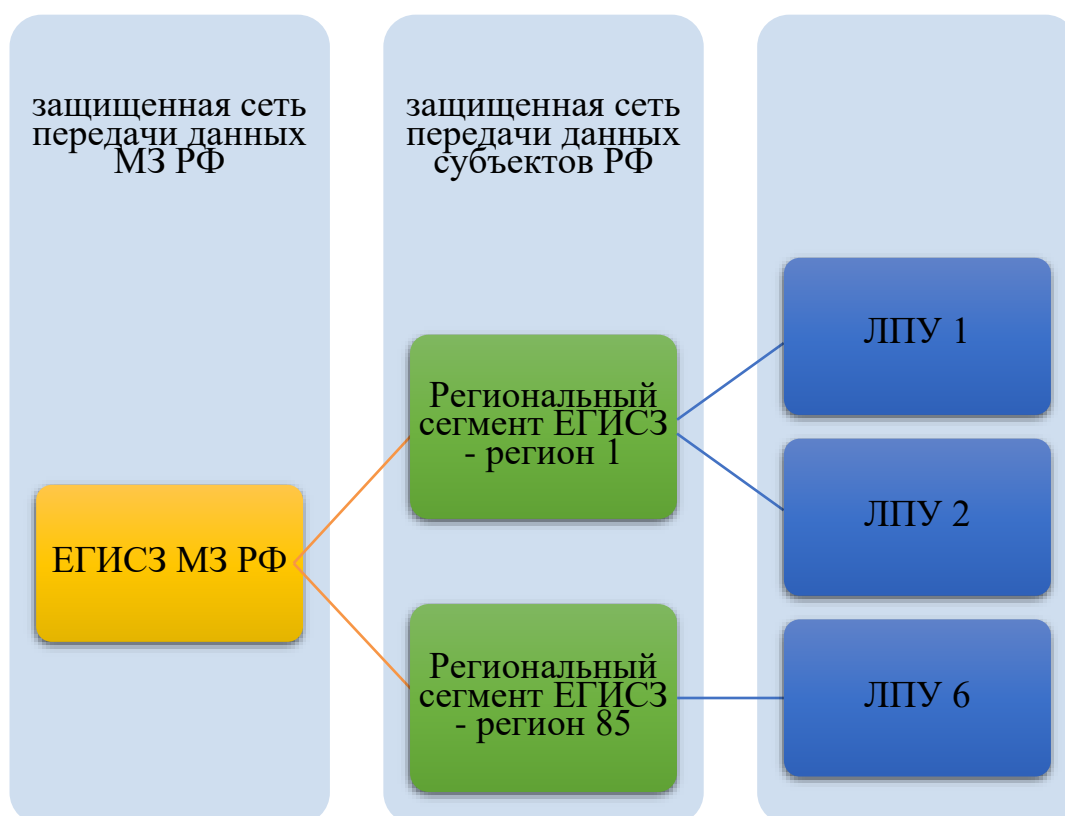 защищенная сеть
передачи данных
МЗ РФ
защищенная сеть
передачи данных
субъектов РФ
ЕГИСЗ МЗ РФ
Региональный
сегмент ЕГИСЗ
- регион 1
Региональный
сегмент ЕГИСЗ
- регион 85
ЛПУ 1
ЛПУ 2
ЛПУ 6